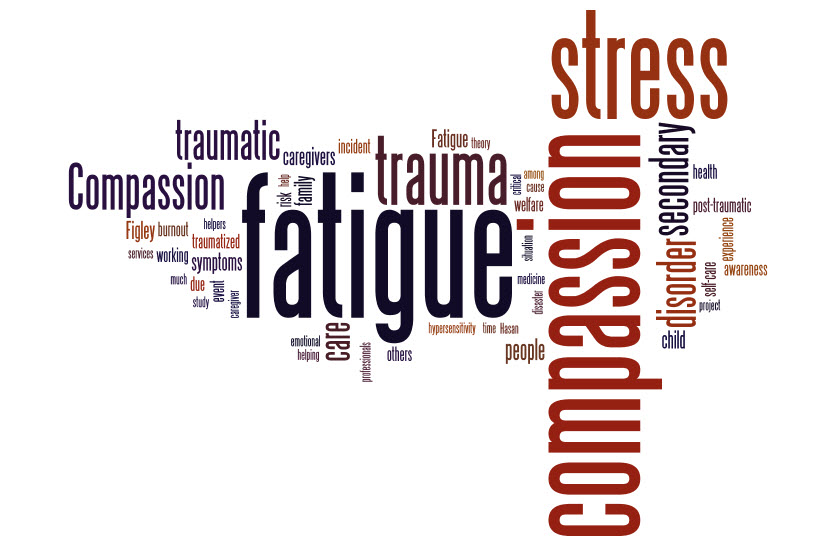 stress
traumatic
caregivers
incident
Fatigue
theory
trauma
compassion
secondary
Compassion
risk
help
family
fatigue
critical
among
cause
welfare
health
post-traumatic
Figley
burnout
helpers
traumatized
services
working
symptoms
situation
disorder
experience
self-care
awareness
much
due
study
event
caregiver
medicine
disaster
project
emotional
helping
care
professionals
others
hypersensitivity
time
Hasan
people
child